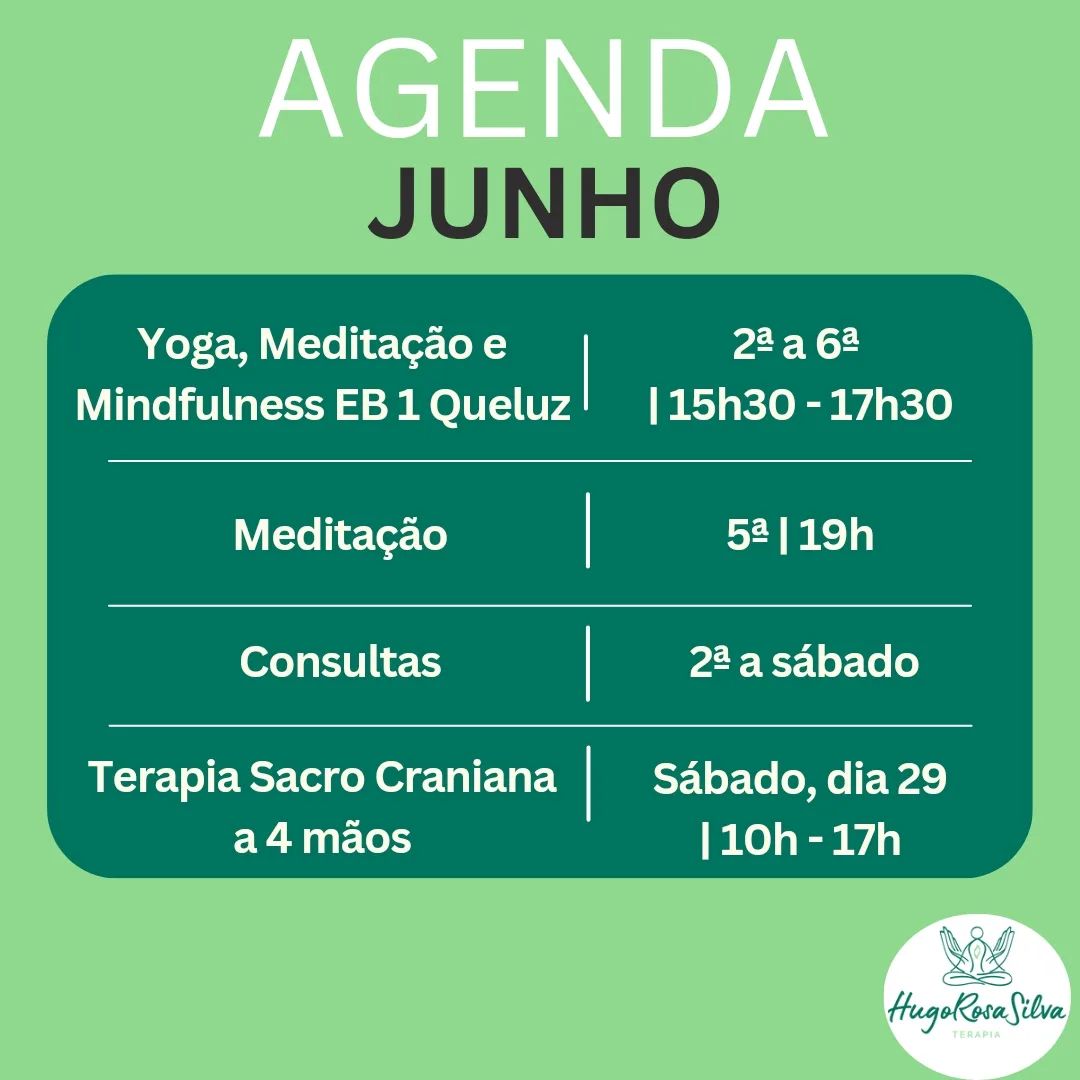 AGENDA
JUNHO
Yoga, Meditação e
Mindfulness EB 1 Queluz
2ª a 6ª
| 15h30 - 17h30
Meditação
5ª | 19h
Consultas
2ª a sábado
Terapia Sacro Craniana
a 4 mãos
Sábado, dia 29
| 10h - 17h
HugoRosaSilva
TERAPIA